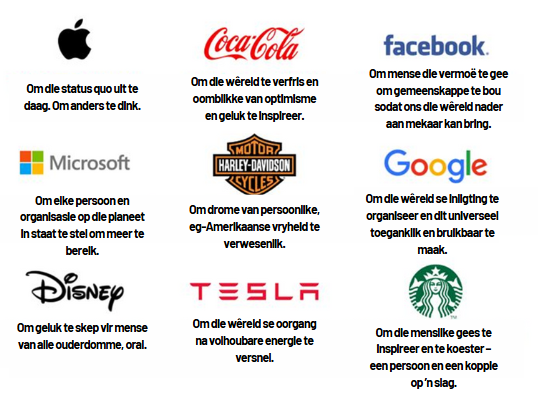 Coca-Cola
facebook.
Om die status quo uit te
daag. Om anders te dink.
Om die wêreld te verfris en
oomblikke van optimisme
en geluk te inspireer.
Om mense die vermoë te gee
om gemeenskappe te bou
sodat ons die wêreld nader
aan mekaar kan bring.
Microsoft
MOTOR
HARLEY-DAVIDSON
CYCLES
Google
Om elke persoon en
organisasie op die planeet
in staat te stel om meer te
bereik.
Om drome van persoonlike,
eg-Amerikaanse vryheid te
verwesenlik.
Om die wêreld se inligting te
organiseer en dit universeel
toeganklik en bruikbaar te
maak.
Disney
TESLA
Om geluk te skep vir mense
van alle ouderdomme, oral.
Om die wêreld se oorgang
na volhoubare energie te
versnel.
Om die menslike gees te
inspireer en te koester –
een persoon en een koppie
op 'n slag.